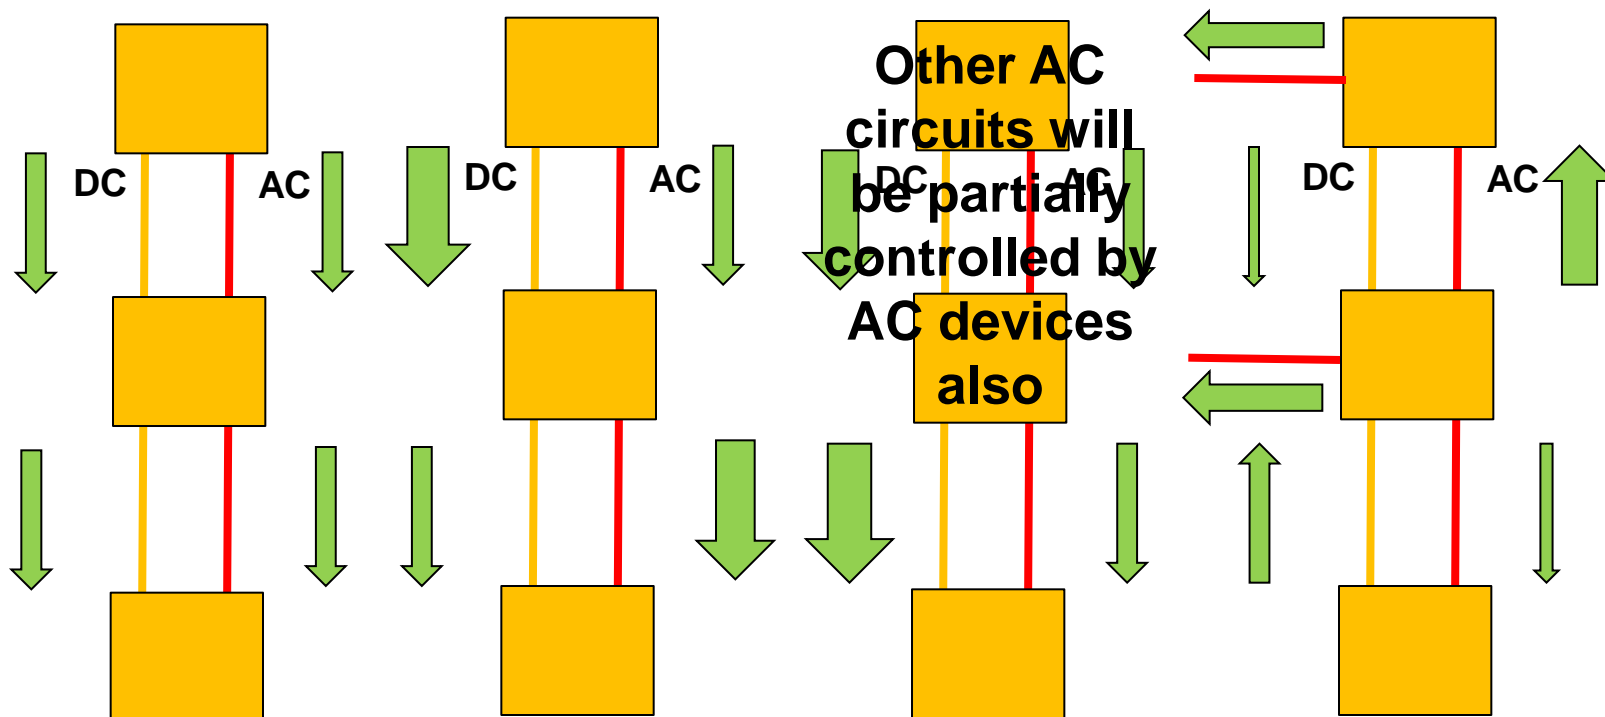 DC
AC
DC
AC
DC
AC
Other AC
circuits will
be partially
controlled by
AC devices
also
DC
AC